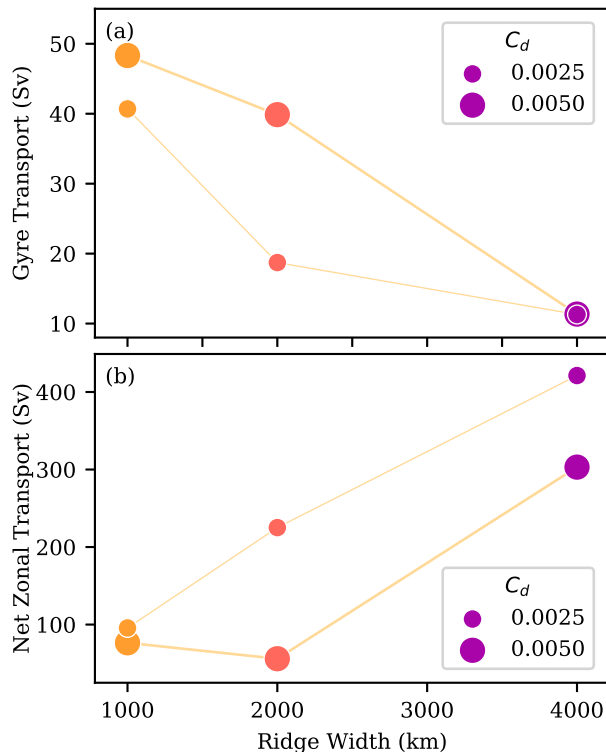 (a)
50
40
30
20
10
Gyre Transport (Sv)
C_d
0.0025
0.0050
(b)
400
300
200
100
Net Zonal Transport (Sv)
C_d
0.0025
0.0050
1000 2000 3000 4000
Ridge Width (km)